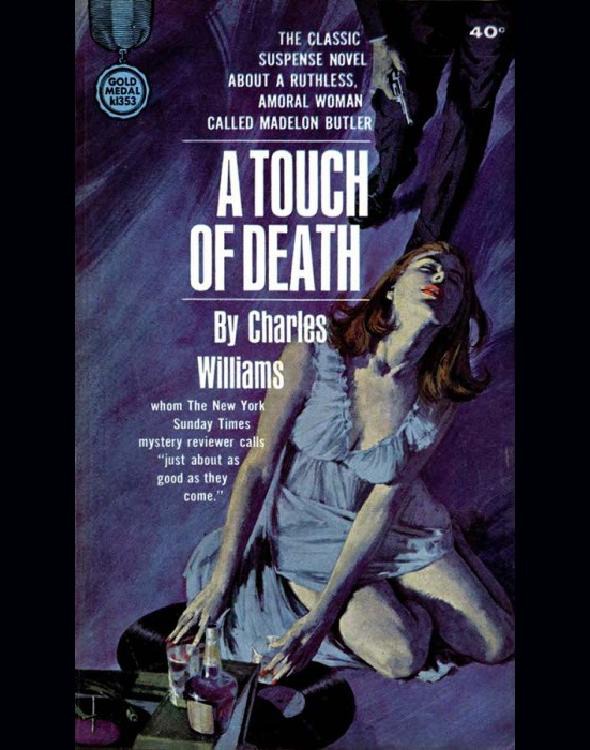 GOLD
MEDAL
k1353
40¢
THE CLASSIC
SUSPENSE NOVEL
ABOUT A RUTHLESS,
AMORAL WOMAN
CALLED MADELON BUTLER
A TOUCH
OF DEATH
By Charles
Williams
whom The New York
Sunday Times
mystery reviewer calls
“just about as
good as they
come.”